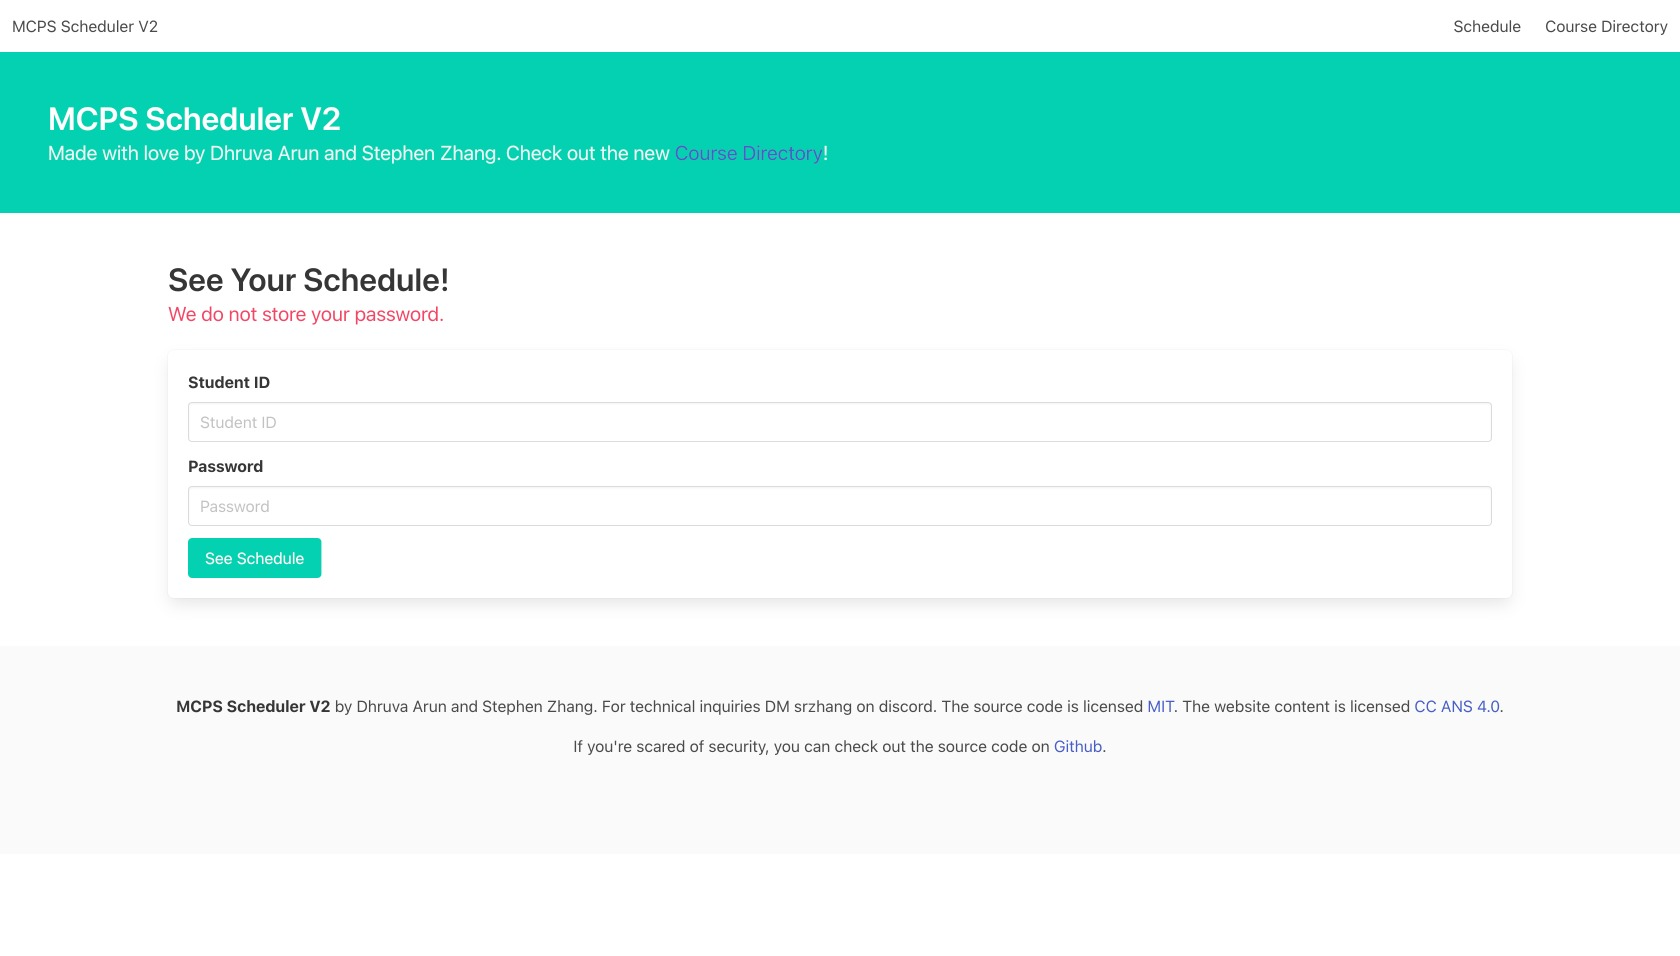 MCPS Scheduler V2
Schedule
Course Directory
MCPS Scheduler V2
Made with love by Dhruva Arun and Stephen Zhang. Check out the new Course Directory!
See Your Schedule!
We do not store your password.
Student ID
Student ID
Password
Password
See Schedule
MCPS Scheduler V2 by Dhruva Arun and Stephen Zhang. For technical inquiries DM srzhang on discord. The source code is licensed MIT. The website content is licensed CC ANS 4.0.
If you're scared of security, you can check out the source code on Github.